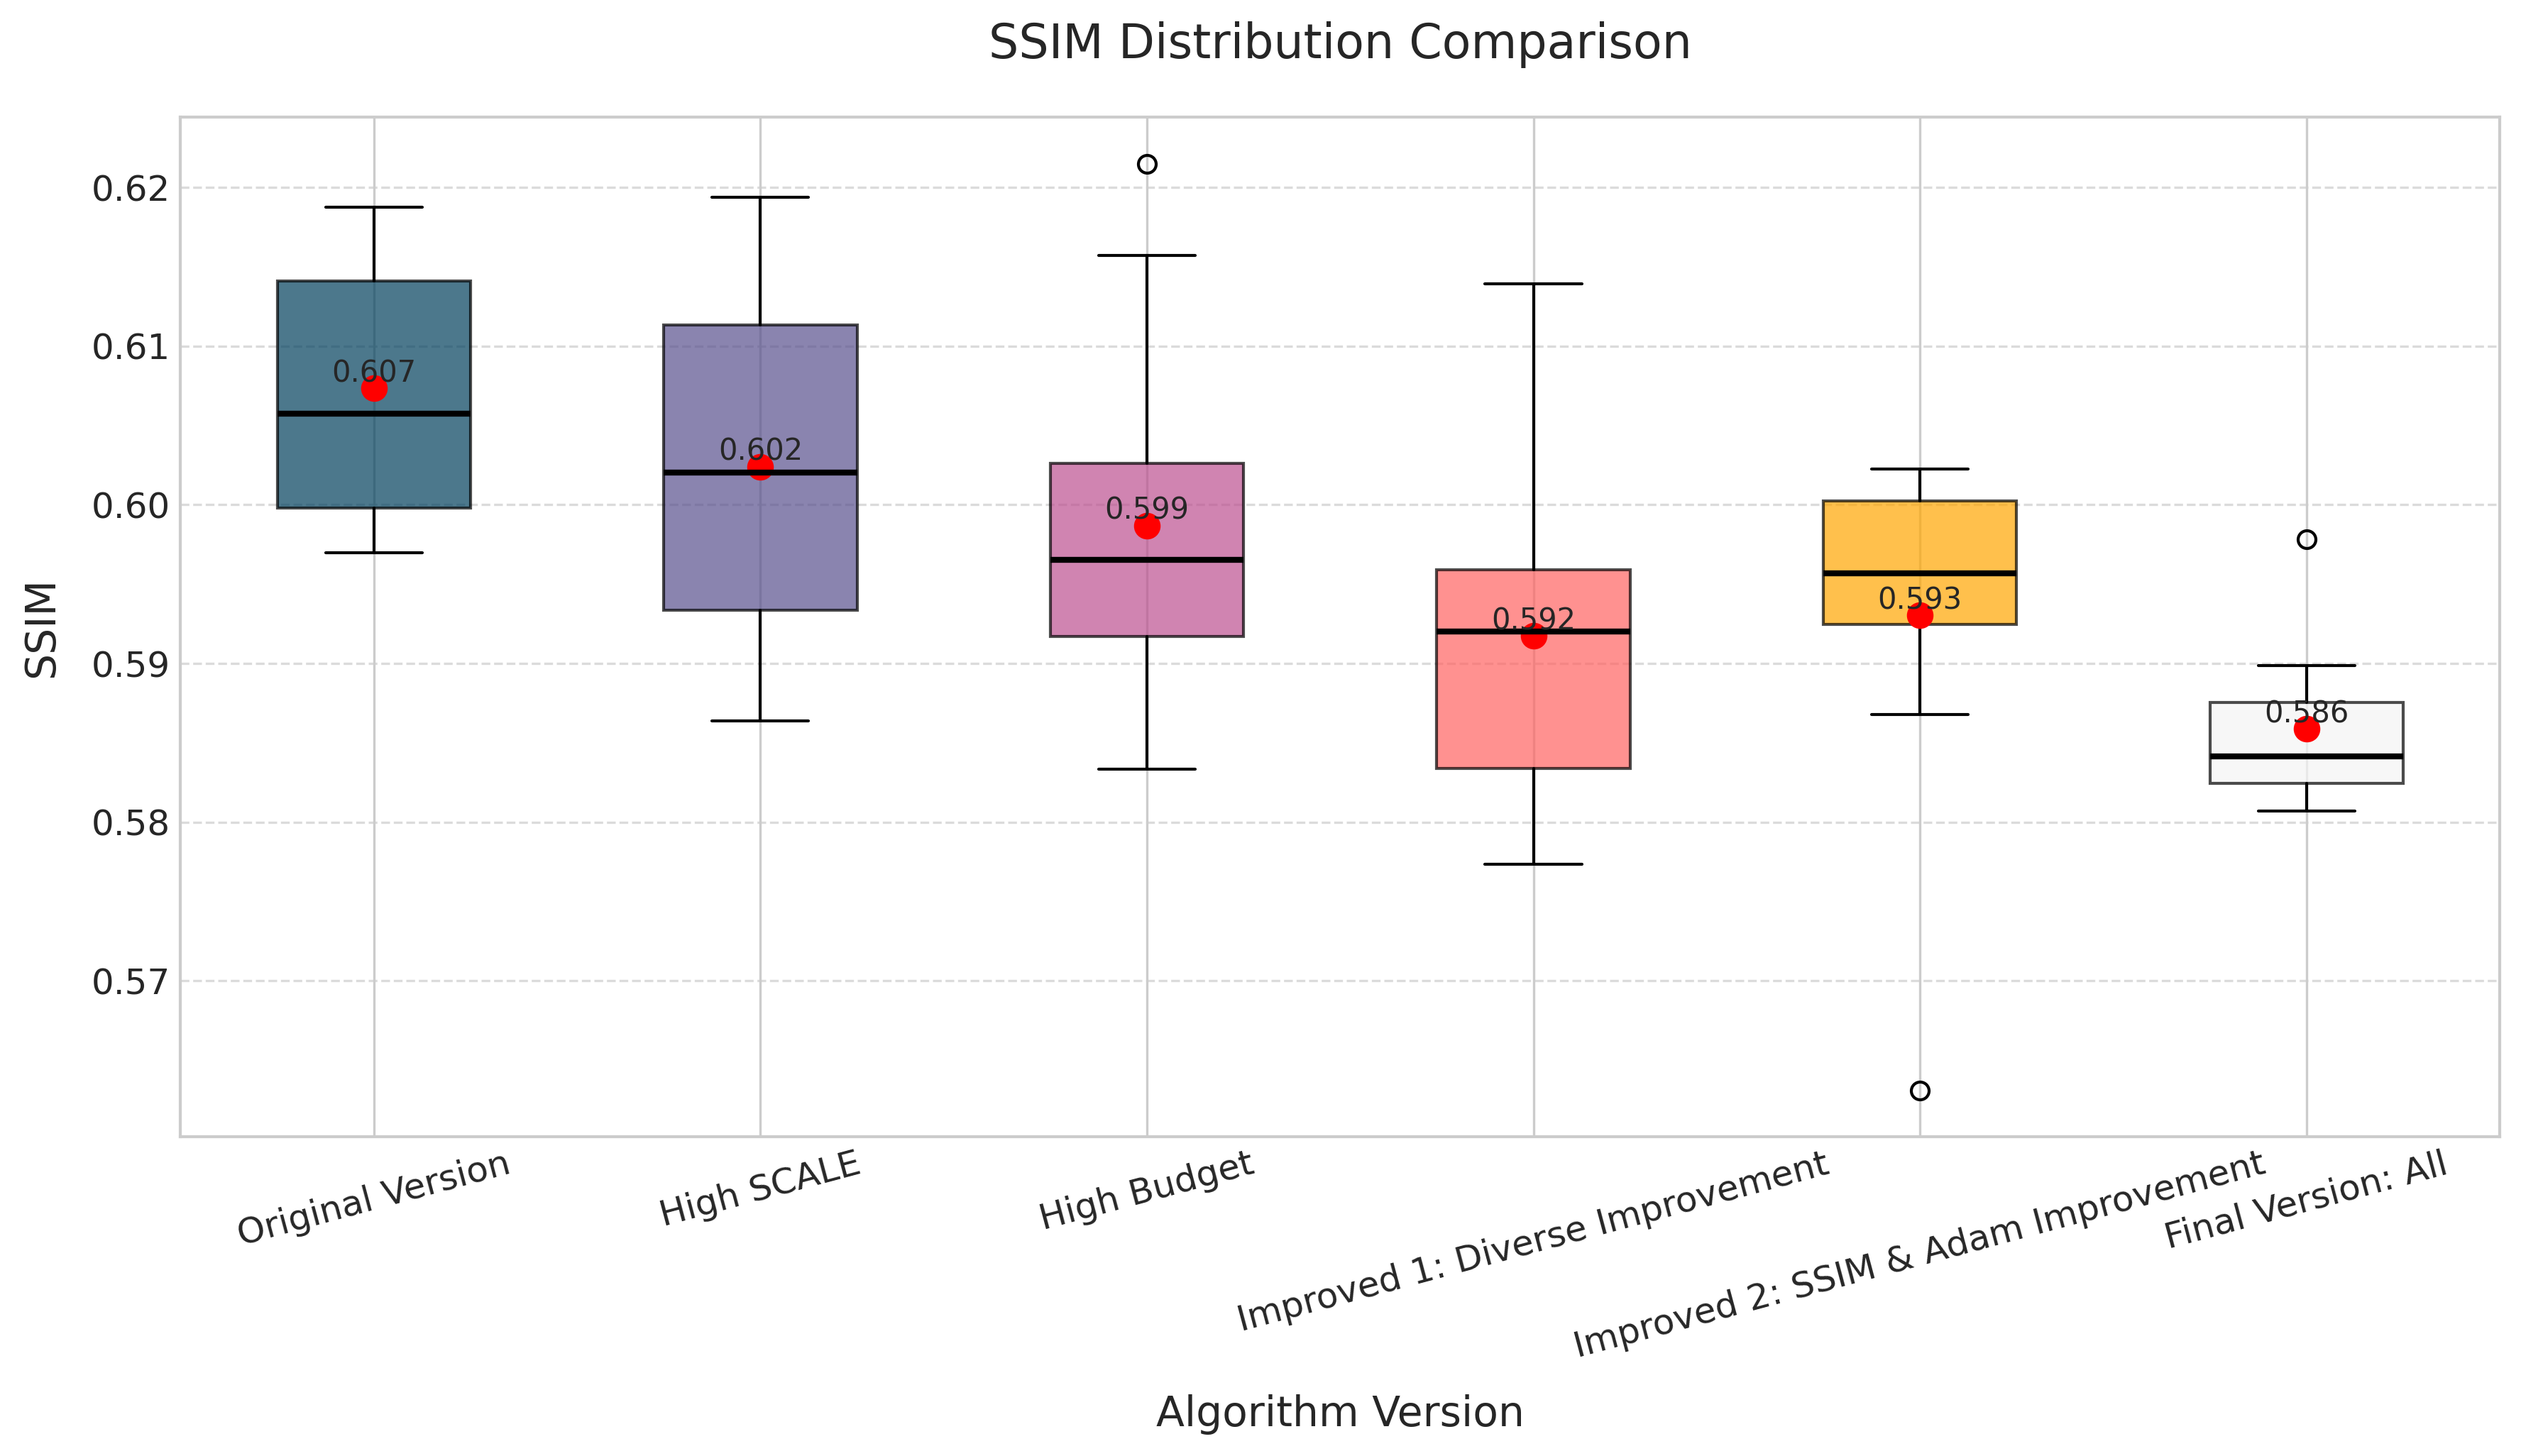 SSIM Distribution Comparison
SSIM
0.62
0.61
0.60
0.59
0.58
0.57
0.607
0.602
0.599
0.592
0.593
0.586
Original Version
High SCALE
High Budget
Improved 1: Diverse Improvement
Improved 2: SSIM & Adam Improvement
Final Version: All
Algorithm Version